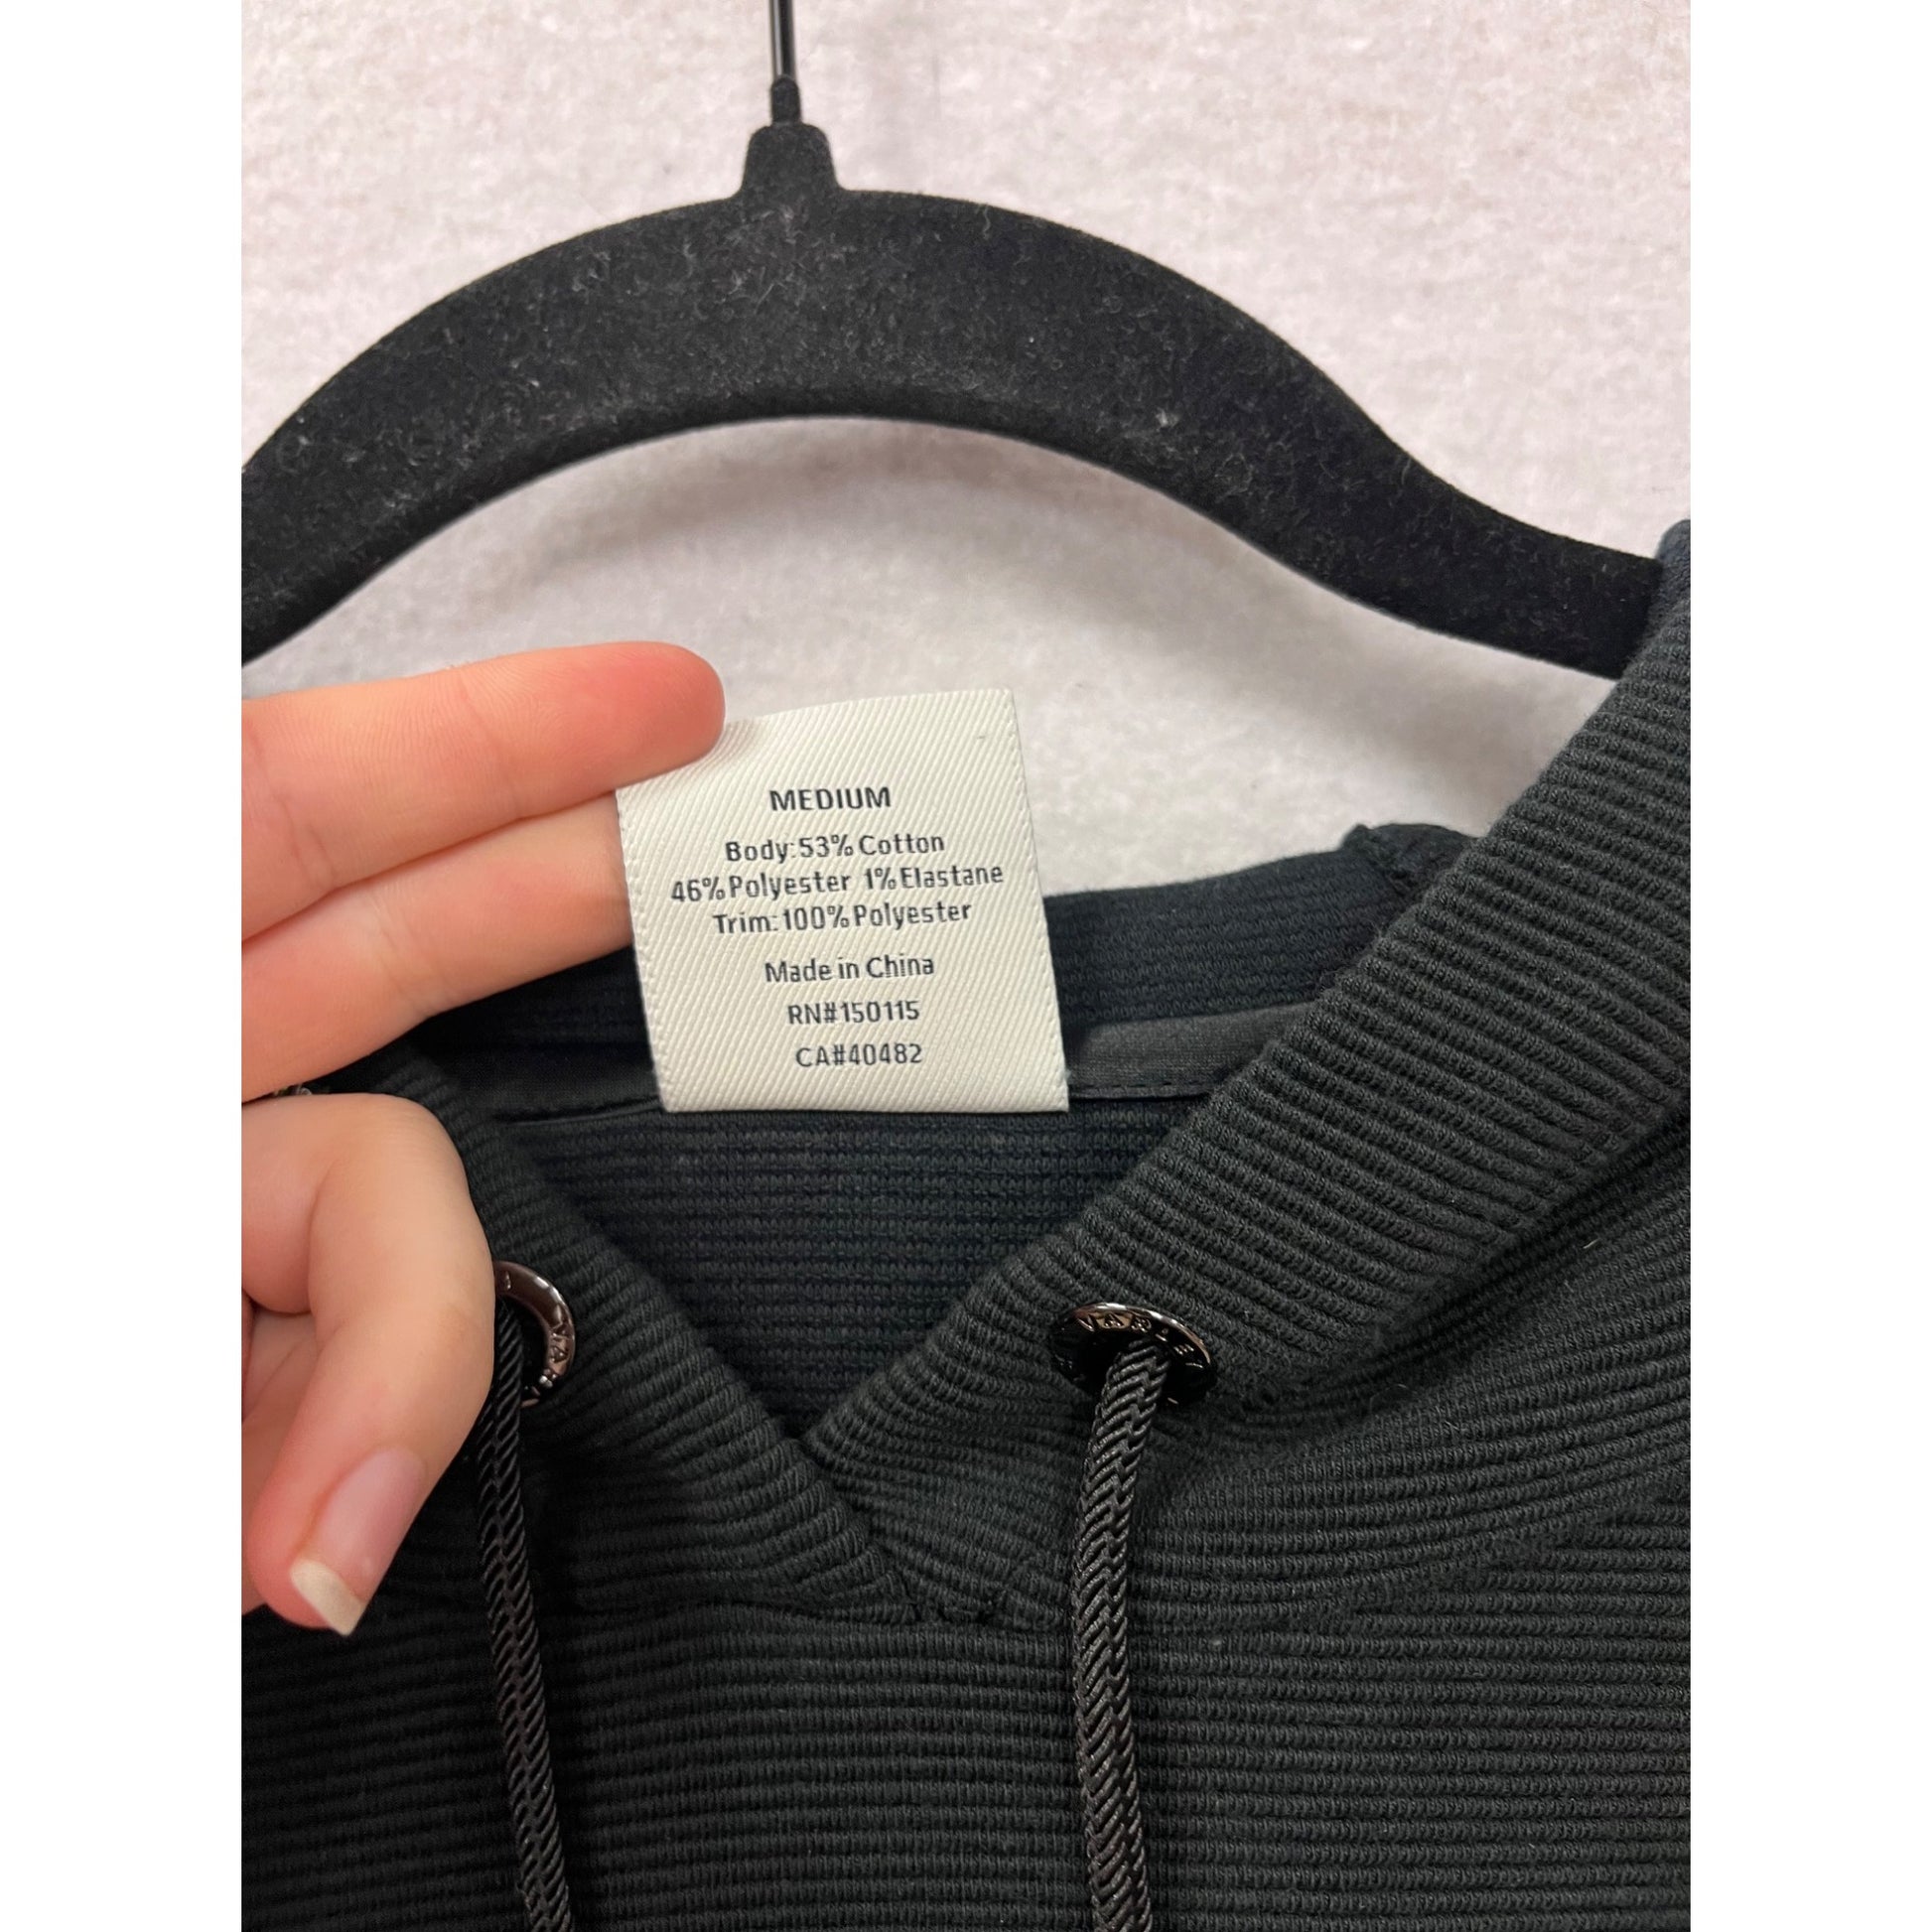 MEDIUM
Body:53% Cotton
46% Polyester 1% Elastane
Trim:100% Polyester
Made in China
RN#150115
CA#40482